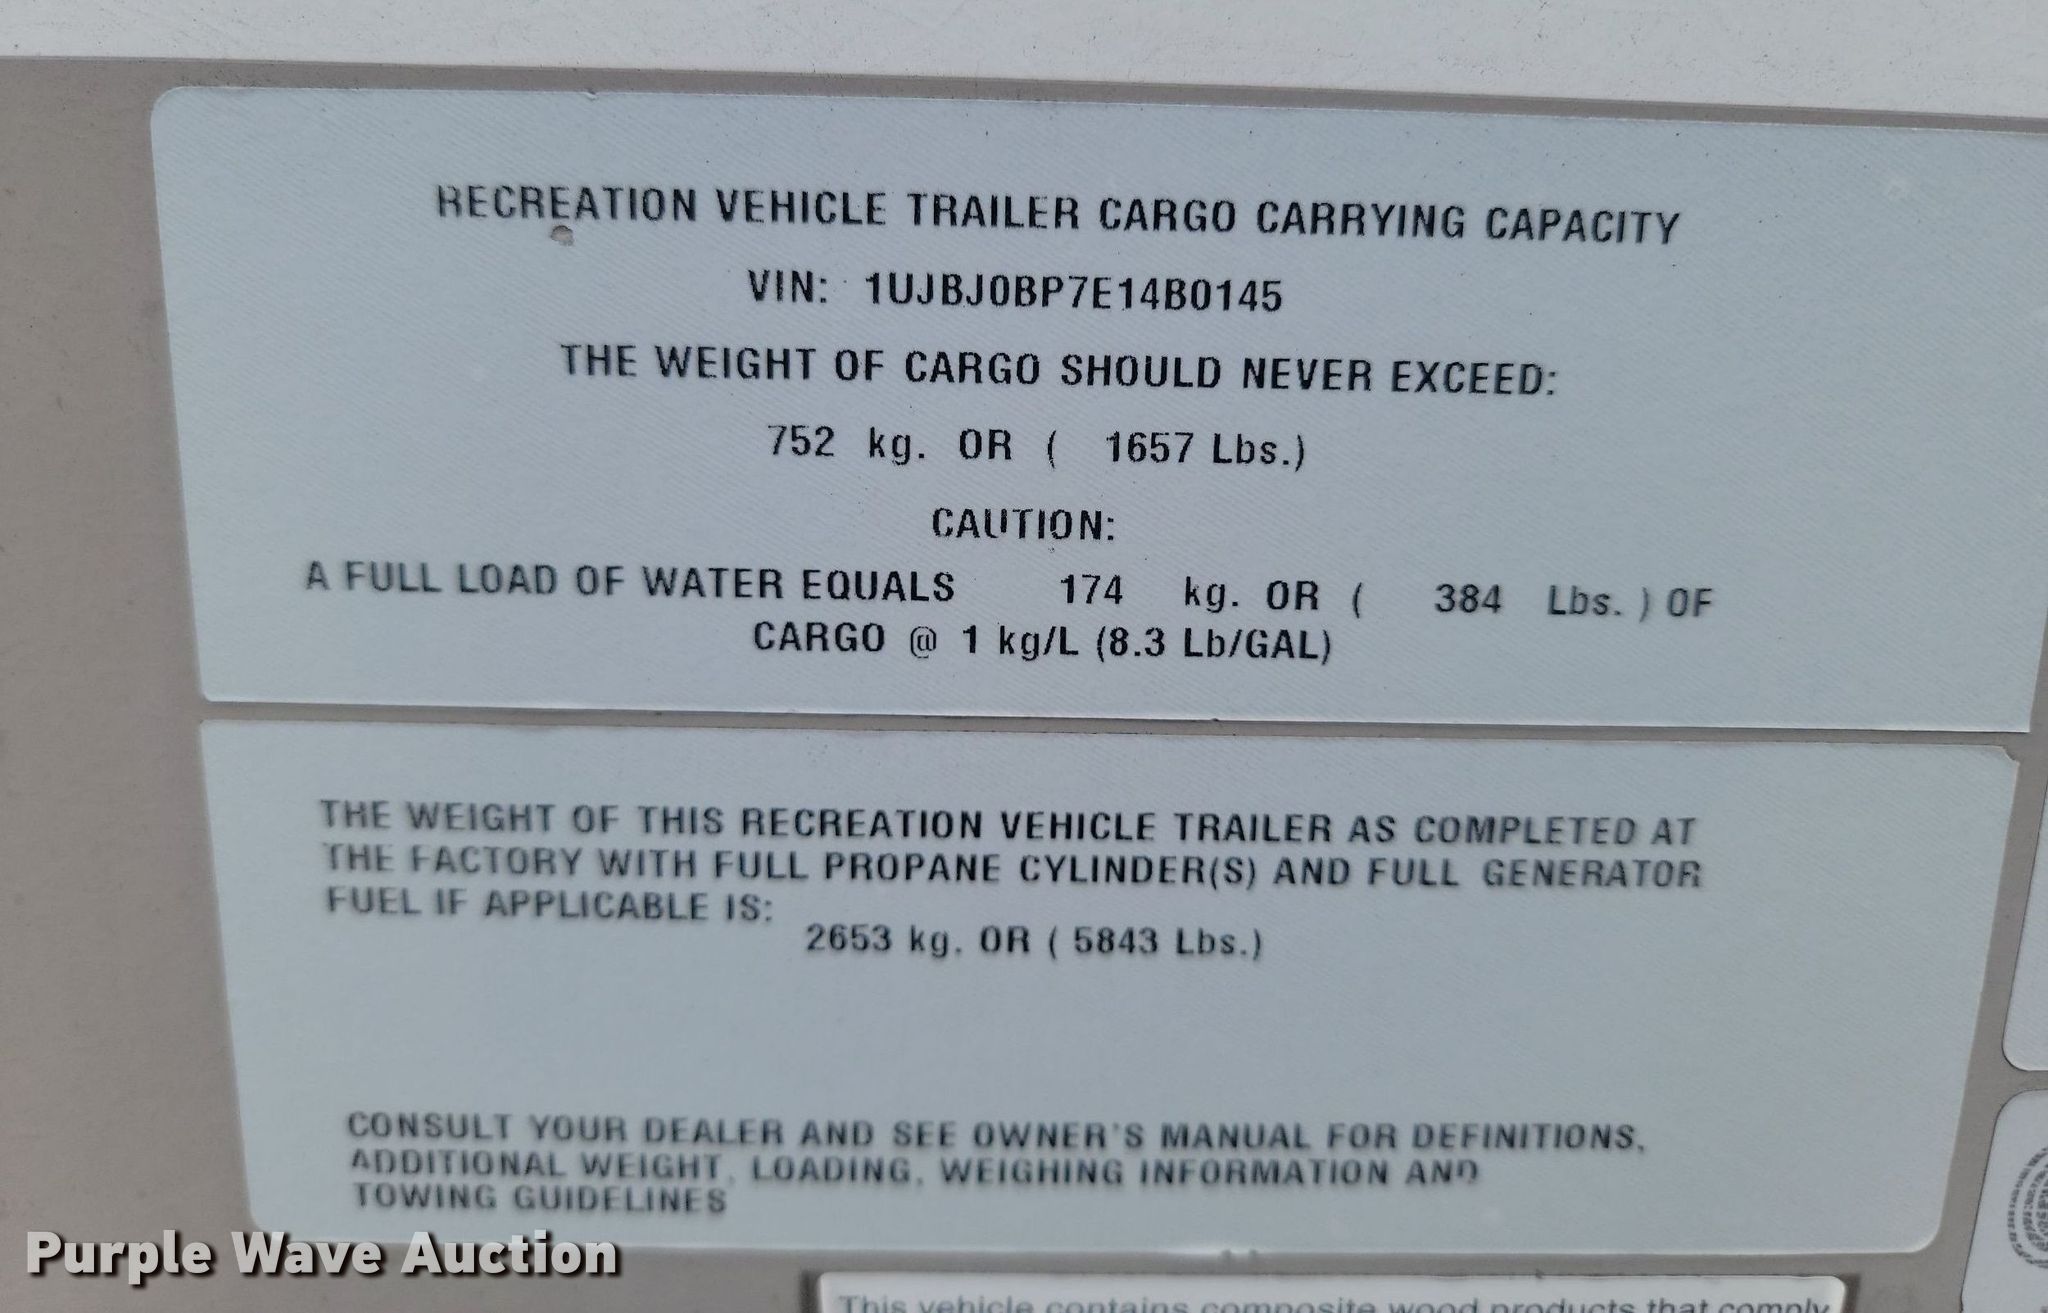 RECREATION VEHICLE TRAILER CARGO CARRYING CAPACITY
VIN: 1UJBJ0BP7E14B0145
THE WEIGHT OF CARGO SHOULD NEVER EXCEED:
752 kg. OR ( 1657 Lbs.)
CAUTION:
A FULL LOAD OF WATER EQUALS 174 kg. OR ( 384 Lbs. ) OF
CARGO @ 1 kg/L (8.3 Lb/GAL)
THE WEIGHT OF THIS RECREATION VEHICLE TRAILER AS COMPLETED AT
THE FACTORY WITH FULL PROPANE CYLINDER(S) AND FULL GENERATOR
FUEL IF APPLICABLE IS:
2653 kg. OR ( 5843 Lbs.)
CONSULT YOUR DEALER AND SEE OWNER'S MANUAL FOR DEFINITIONS,
ADDITIONAL WEIGHT, LOADING, WEIGHING INFORMATION AND
TOWING GUIDELINES
Purple Wave Auction
This vehicle contains composite wood products that comply